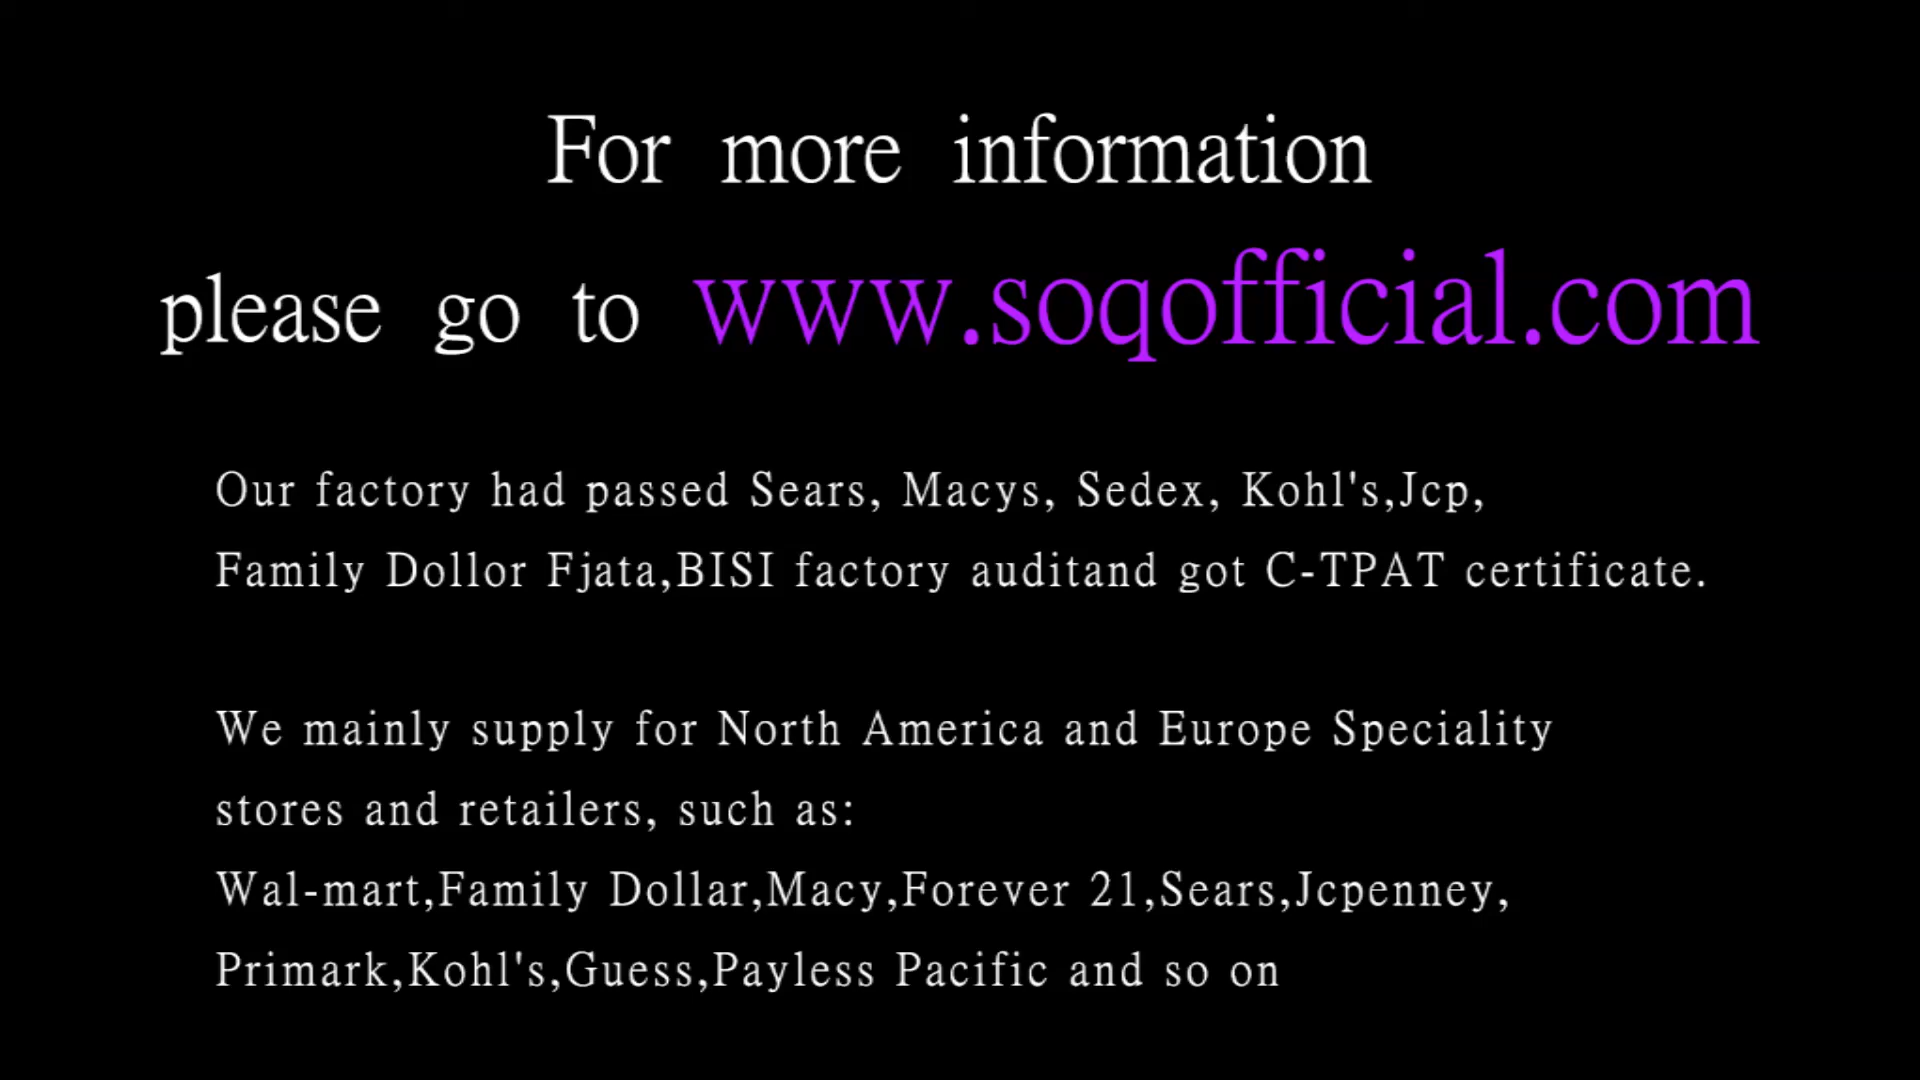 For more information
please go to www.soqofficial.com
Our factory had passed Sears, Macys, Sedex, Kohl's,Jcp,
Family Dollor Fjata,BISI factory auditand got C-TPAT certificate.
We mainly supply for North America and Europe Speciality
stores and retailers, such as:
Wal-mart,Family Dollar,Macy,Forever 21,Sears,Jcpenney,
Primark,Kohl's,Guess,Payless Pacific and so on